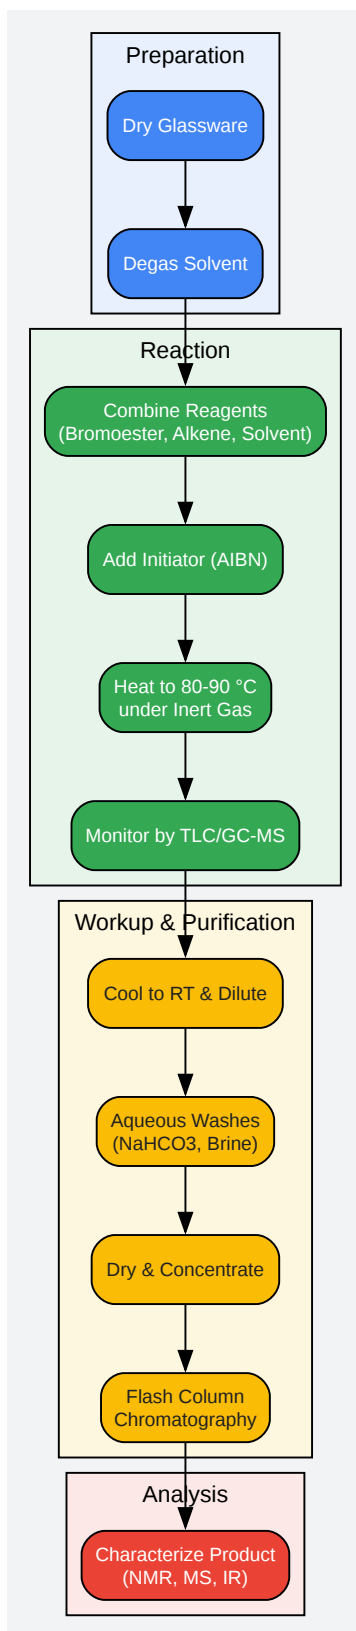 Preparation
Dry Glassware
Degas Solvent
Reaction
Combine Reagents
(Bromoester, Alkene, Solvent)
Add Initiator (AIBN)
Heat to 80-90 °C
under Inert Gas
Monitor by TLC/GC-MS
Workup & Purification
Cool to RT & Dilute
Aqueous Washes
(NaHCO3, Brine)
Dry & Concentrate
Flash Column
Chromatography
Analysis
Characterize Product
(NMR, MS, IR)